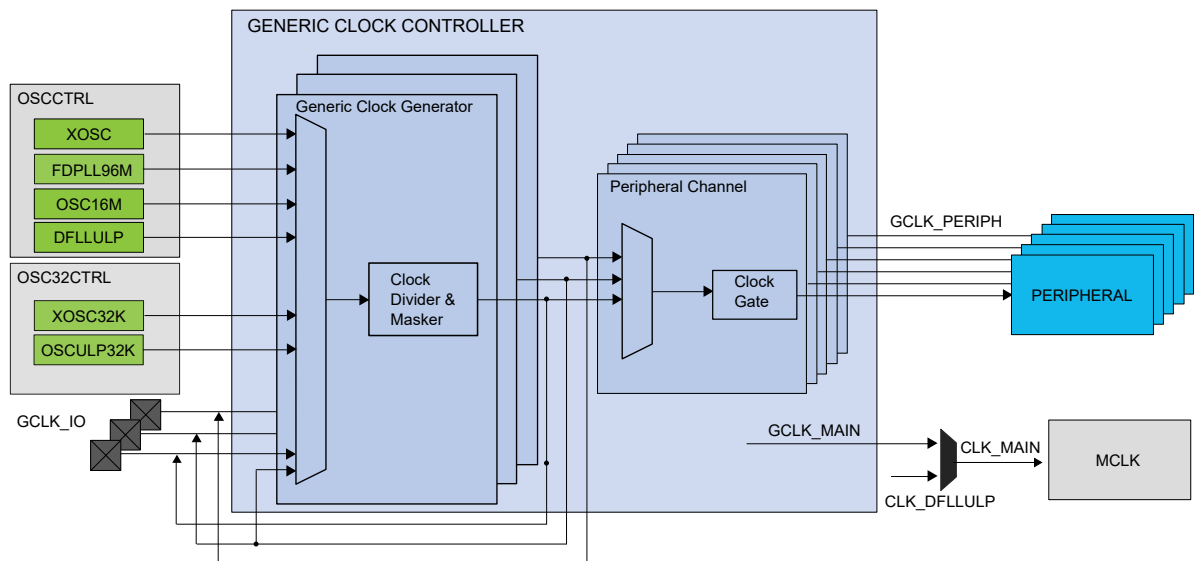 GENERIC CLOCK CONTROLLER
OSCCTRL
XOSC
FDPLL96M
OSC16M
DFLLULP
OSC32CTRL
XOSC32K
OSCULP32K
GCLK_IO
Generic Clock Generator
Clock
Divider &
Masker
Peripheral Channel
Clock
Gate
GCLK_PERIPH
PERIPHERAL
GCLK_MAIN
CLK_MAIN
CLK_DFLLULP
MCLK